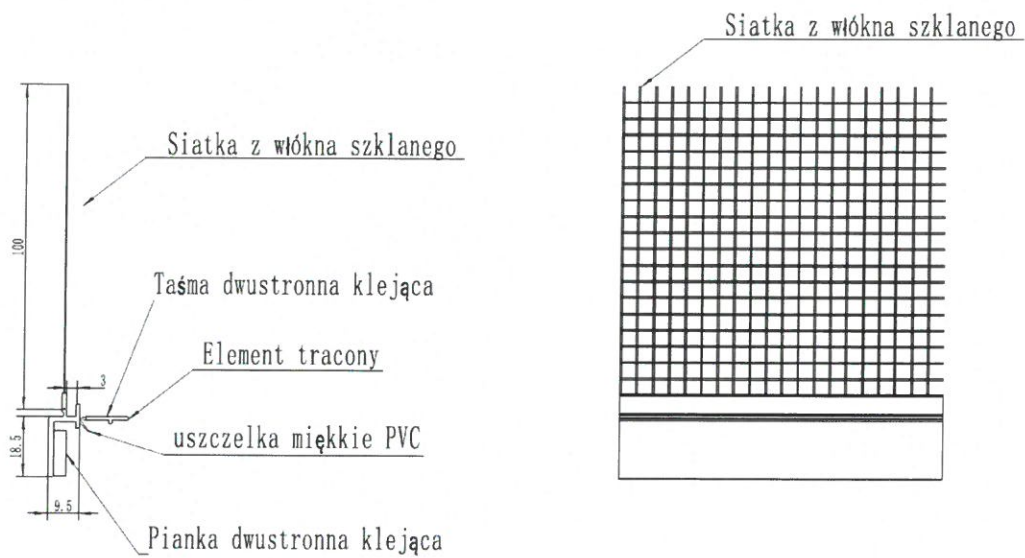 Siatka z włókna szklanego
Siatka z włókna szklanego
100
Taśma dwustronna klejąca
Element tracony
3
uszczelka miękkie PVC
18.5
9.5
Pianka dwustronna klejąca